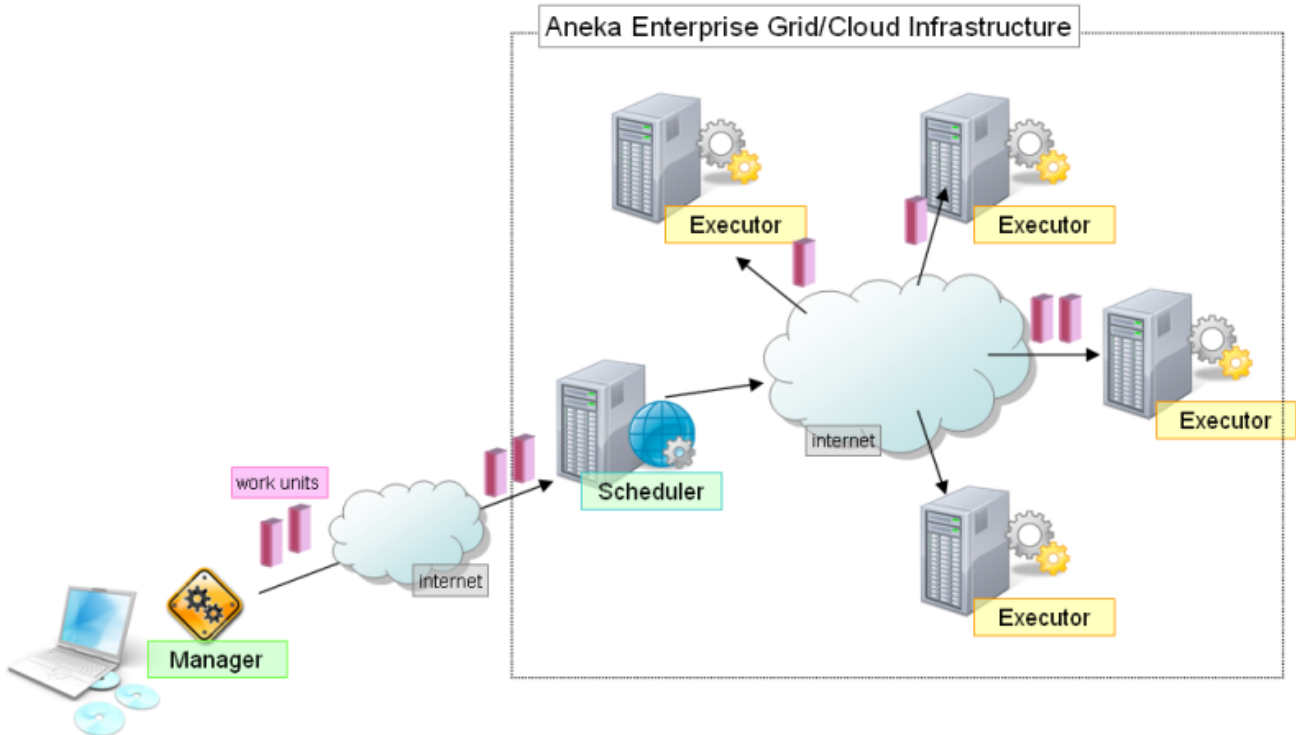 Aneka Enterprise Grid/Cloud Infrastructure
Executor
Executor
Executor
internet
Scheduler
work units
internet
Executor
Manager